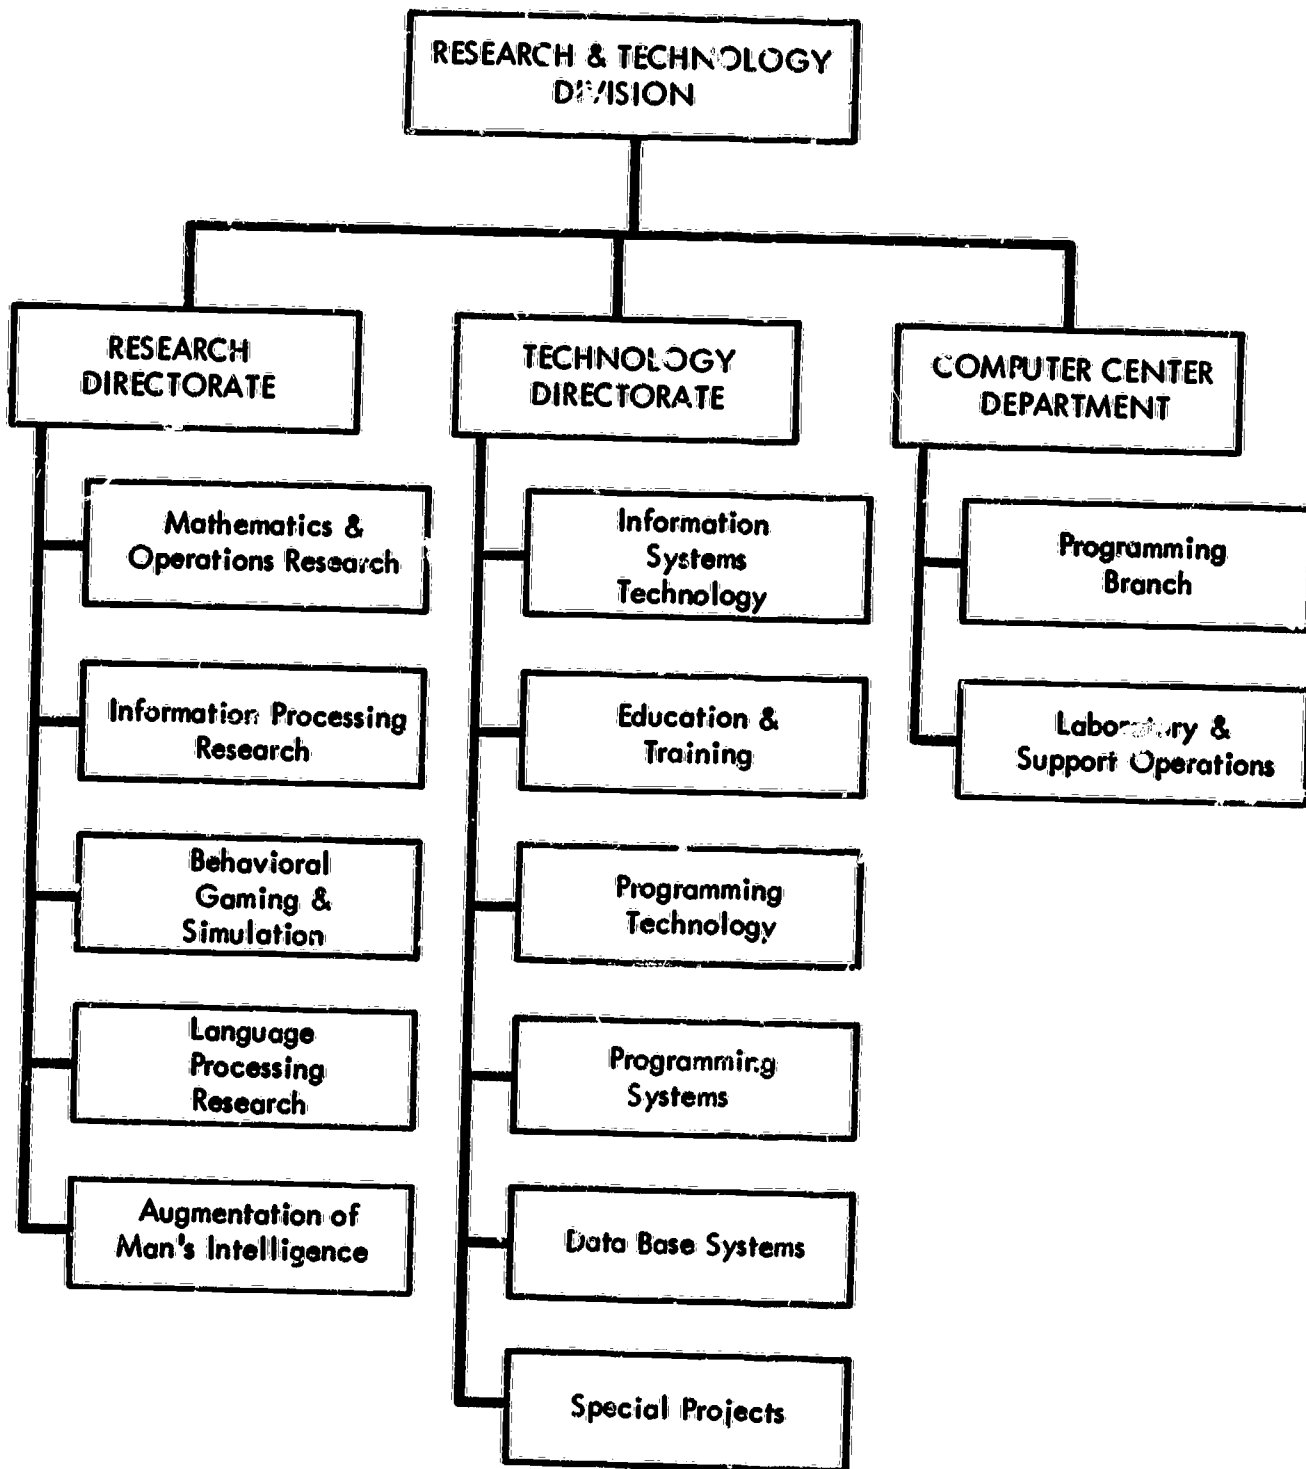 RESEARCH & TECHNOLOGY
DIVISION
RESEARCH
DIRECTORATE
Mathematics &
Operations Research
Information Processing
Research
Behavioral
Gaming &
Simulation
Language
Processing
Research
Augmentation of
Man's Intelligence
TECHNOLOGY
DIRECTORATE
Information
Systems
Technology
Education &
Training
Programming
Technology
Programming
Systems
Data Base Systems
Special Projects
COMPUTER CENTER
DEPARTMENT
Programming
Branch
Laboratory &
Support Operations